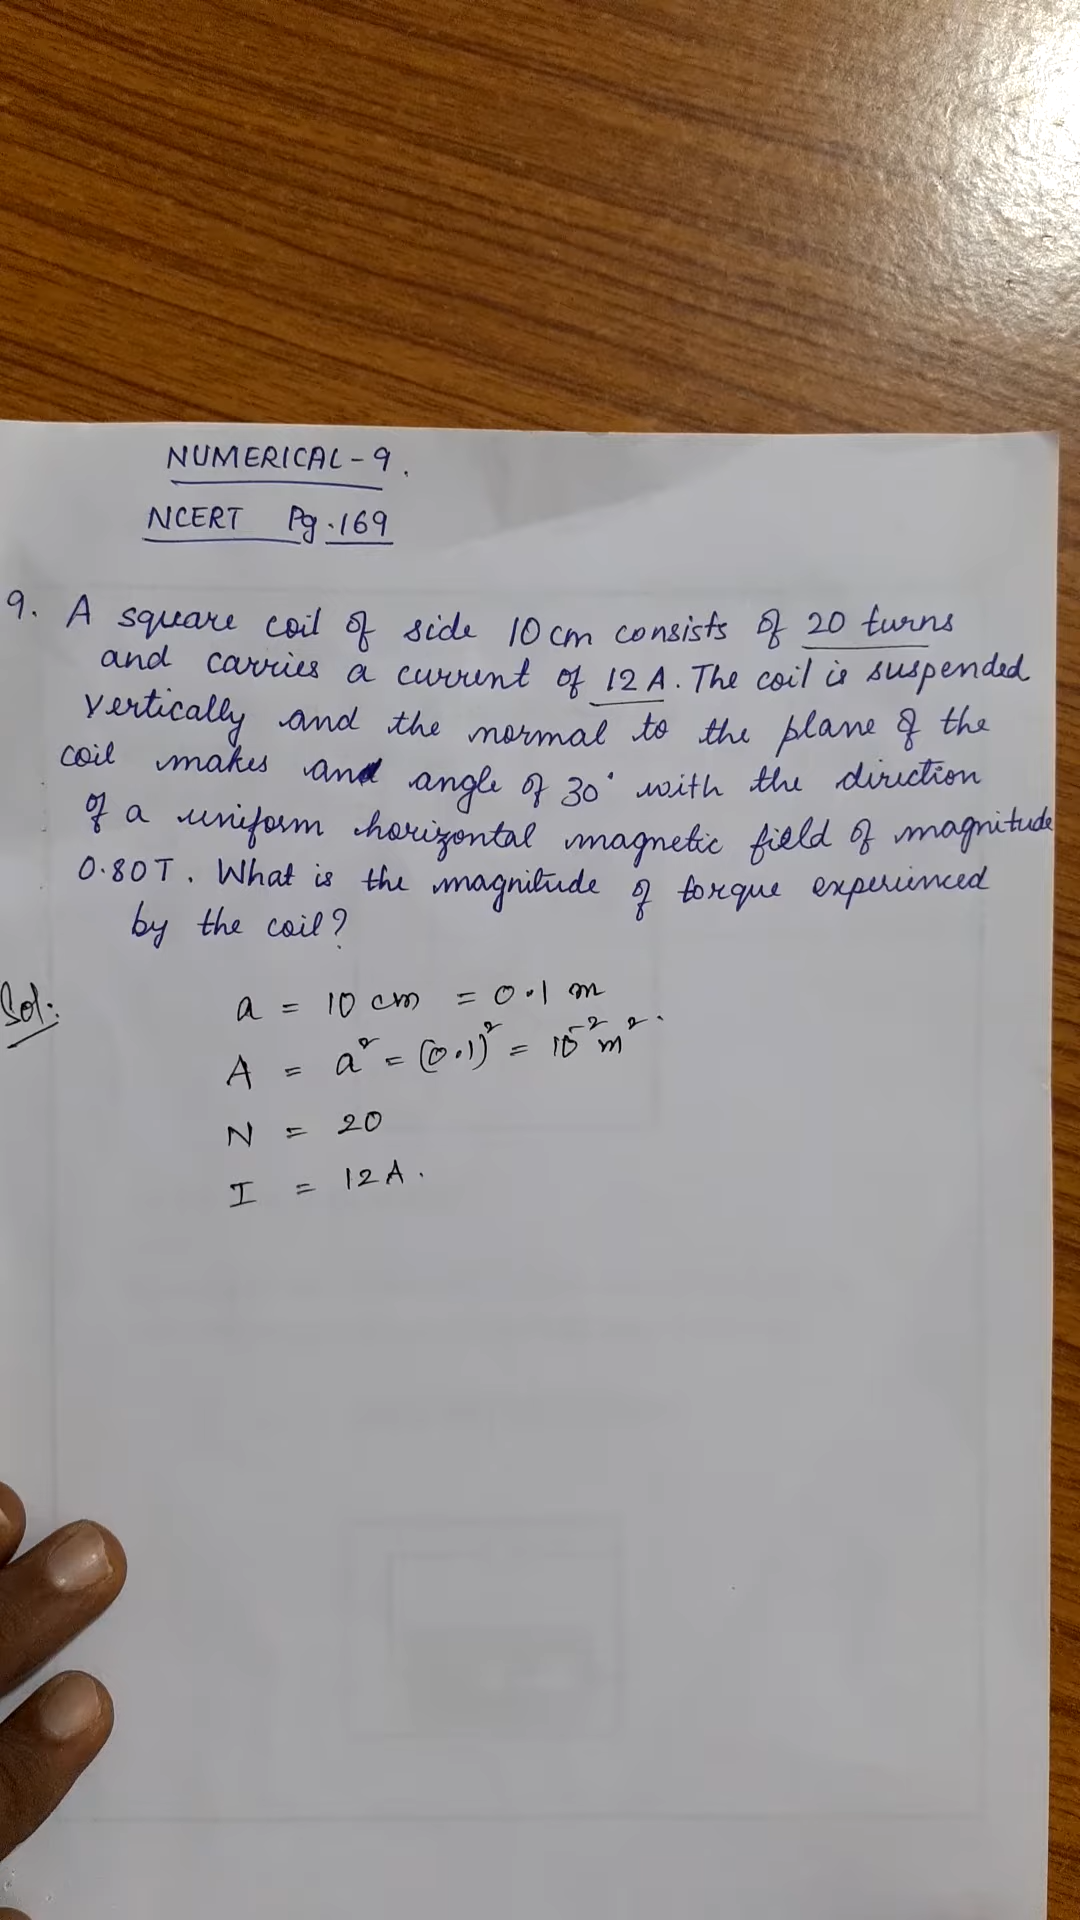 NUMERICAL-9.
NCERT Pg.169
9. A square coil of side 10 cm consists of 20 turns
and carries a current of 12 A. The coil is suspended
vertically and the normal to the plane of the
coil makes and angle of 30° with the direction
of a uniform horizontal magnetic field of magnitude
0.80T. What is the magnitude of torque experienced
by the coil?
Sol:
a = 10 cm = 0.1 m
A = a² = (0.1)² = 10⁻² m².
N = 20
I = 12A.